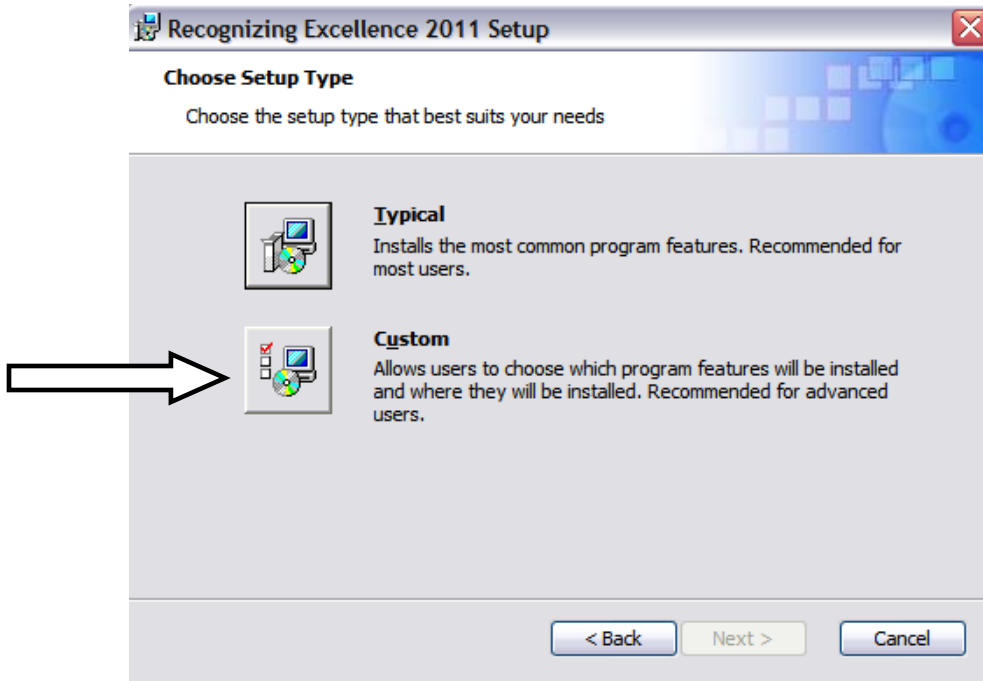 Recognizing Excellence 2011 Setup
Choose Setup Type
Choose the setup type that best suits your needs
Typical
Installs the most common program features. Recommended for
most users.
Custom
Allows users to choose which program features will be installed
and where they will be installed. Recommended for advanced
users.
< Back Next > Cancel